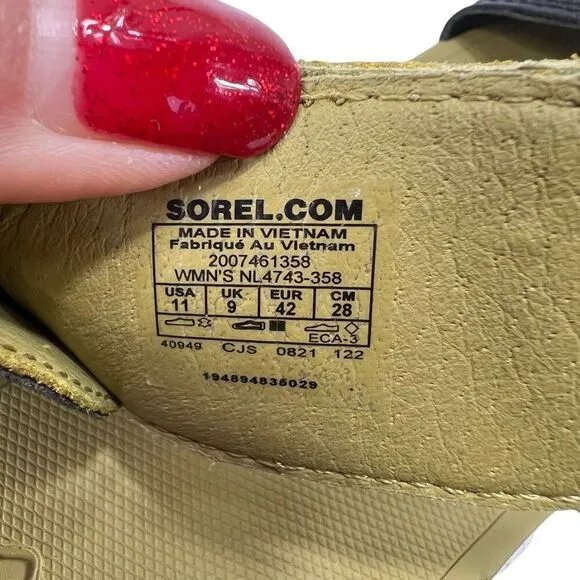 SOREL.COM
MADE IN VIETNAM
Fabriqué Au Vietnam
2007461358
WMN'S NL4743-358
USA UK EUR CM
11 9 42 28
ECA-3
40949 CJS 0821 122
194894836029